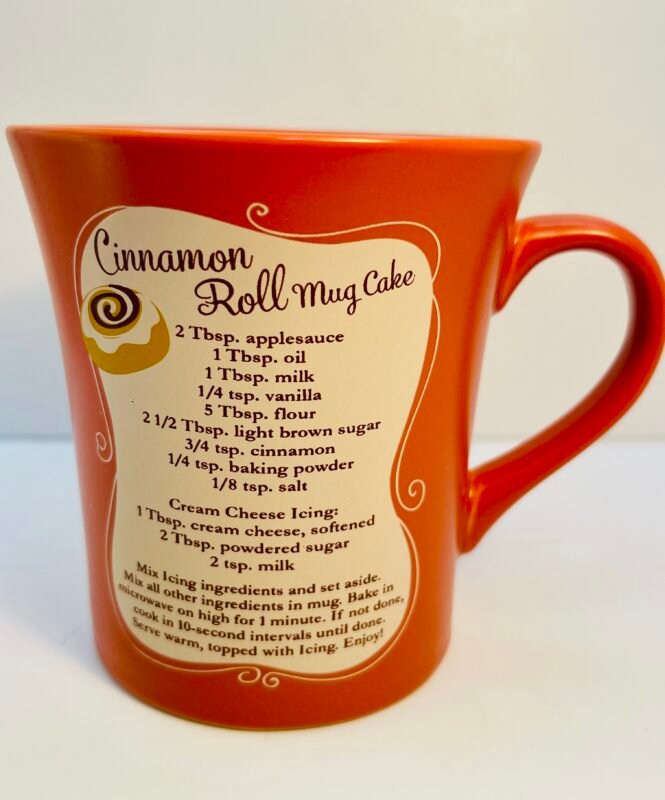 Cinnamon
Roll Mug Cake
2 Tbsp. applesauce
1 Tbsp. oil
1 Tbsp. milk
1/4 tsp. vanilla
5 Tbsp. flour
2 1/2 Tbsp. light brown sugar
3/4 tsp. cinnamon
1/4 tsp. baking powder
1/8 tsp. salt
Cream Cheese Icing:
1 Tbsp. cream cheese, softened
2 Tbsp. powdered sugar
2 tsp. milk
Mix Icing ingredients and set aside.
Mix all other ingredients in mug. Bake in
microwave on high for 1 minute. If not done,
cook in 10-second intervals until done.
Serve warm, topped with Icing. Enjoy!